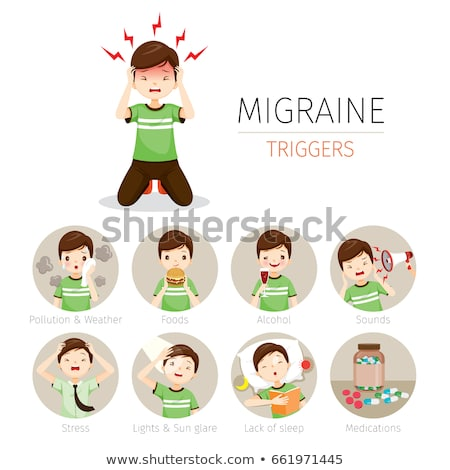 MIGRAINE
TRIGGERS
Pollution & Weather
Foods
Alcohol
Sounds
Stress
Lights & Sun glare
Lack of sleep
Medications
shutterstock
shutterstock.com · 661971445